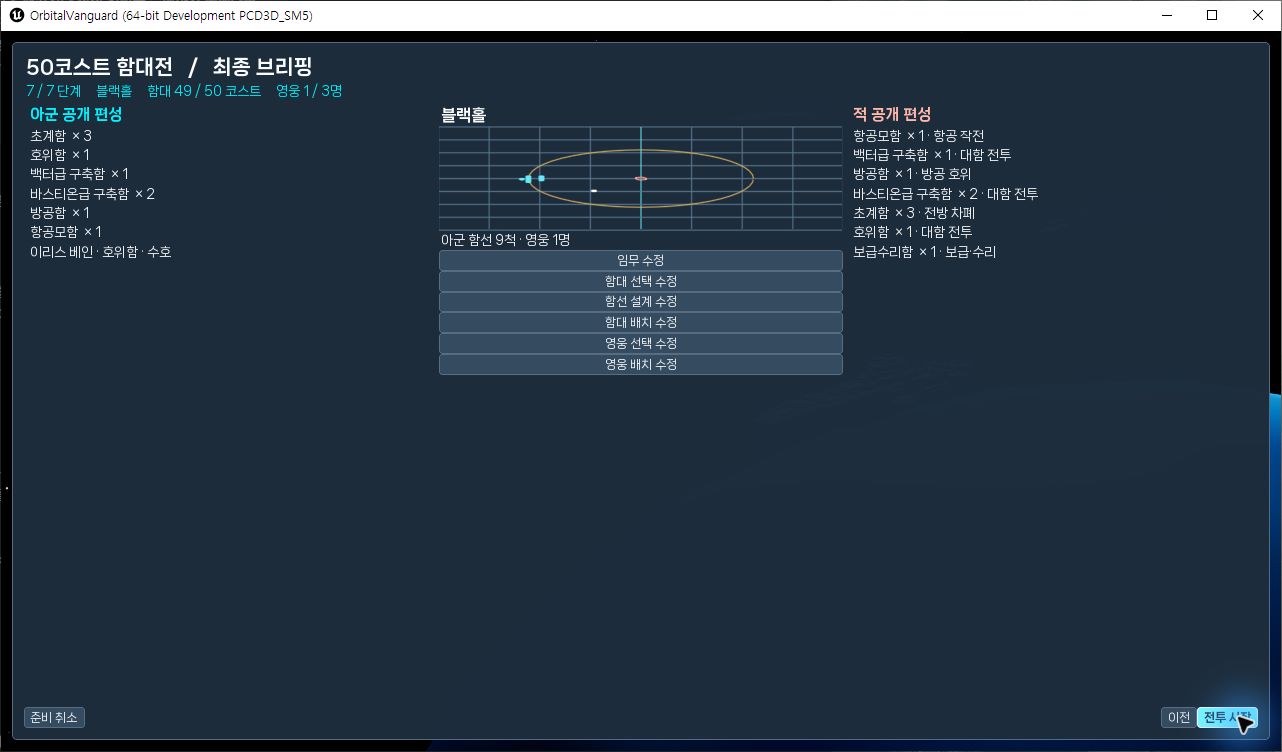 OrbitalVanguard (64-bit Development PCD3D_SM5)
50코스트 함대전 / 최종 브리핑
7 / 7 단계 블랙홀 함대 49 / 50 코스트 영웅 1 / 3명
아군 공개 편성
초계함 × 3
호위함 × 1
백터급 구축함 × 1
바스티온급 구축함 × 2
방공함 × 1
항공모함 × 1
이리스 베인 · 호위함 · 수호
블랙홀
아군 함선 9척 · 영웅 1명
임무 수정
함대 선택 수정
함선 설계 수정
함대 배치 수정
영웅 선택 수정
영웅 배치 수정
적 공개 편성
항공모함 × 1 · 항공 작전
백터급 구축함 × 1 · 대함 전투
방공함 × 1 · 방공 호위
바스티온급 구축함 × 2 · 대함 전투
초계함 × 3 · 전방 차폐
호위함 × 1 · 대함 전투
보급수리함 × 1 · 보급·수리
준비 취소
이전
전투 시작